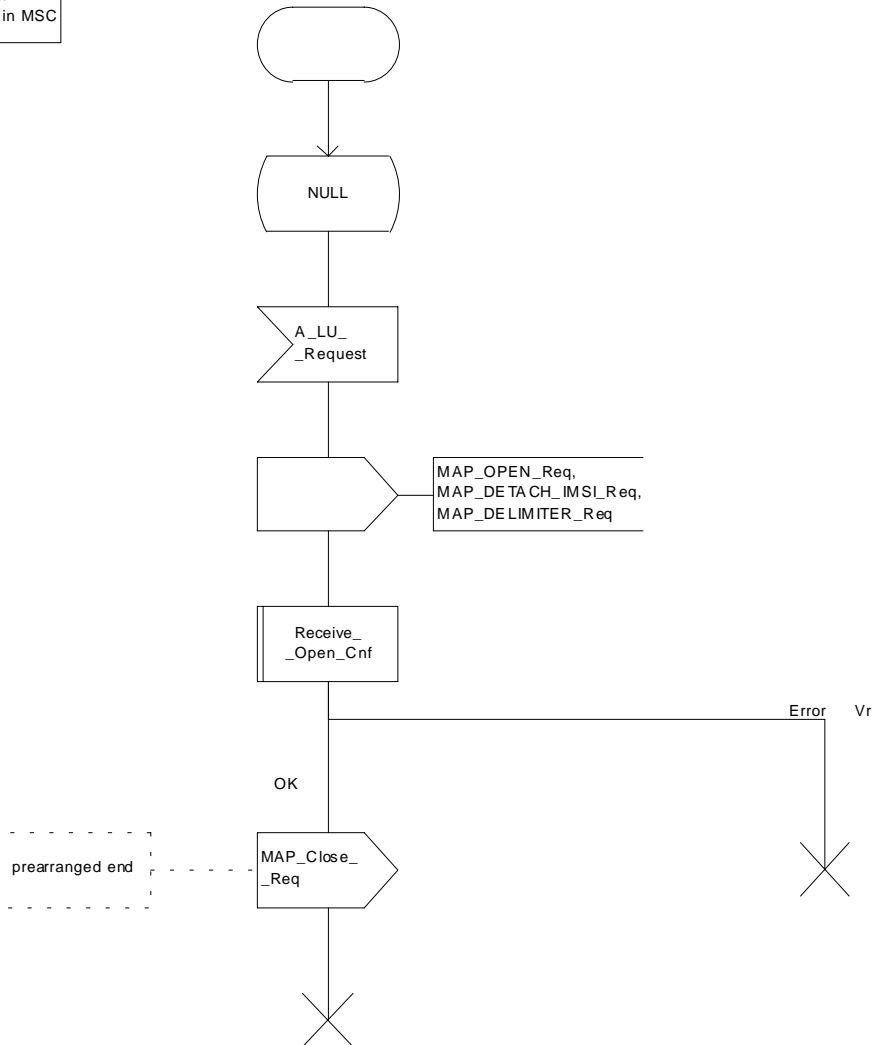 in MSC
NULL
A_LU_
_Request
MAP_OPEN_Req,
MAP_DETACH_IMSI_Req,
MAP_DELIMITER_Req
Receive_
_Open_Cnf
Error Vr
OK
prearranged end
MAP_Close_
_Req